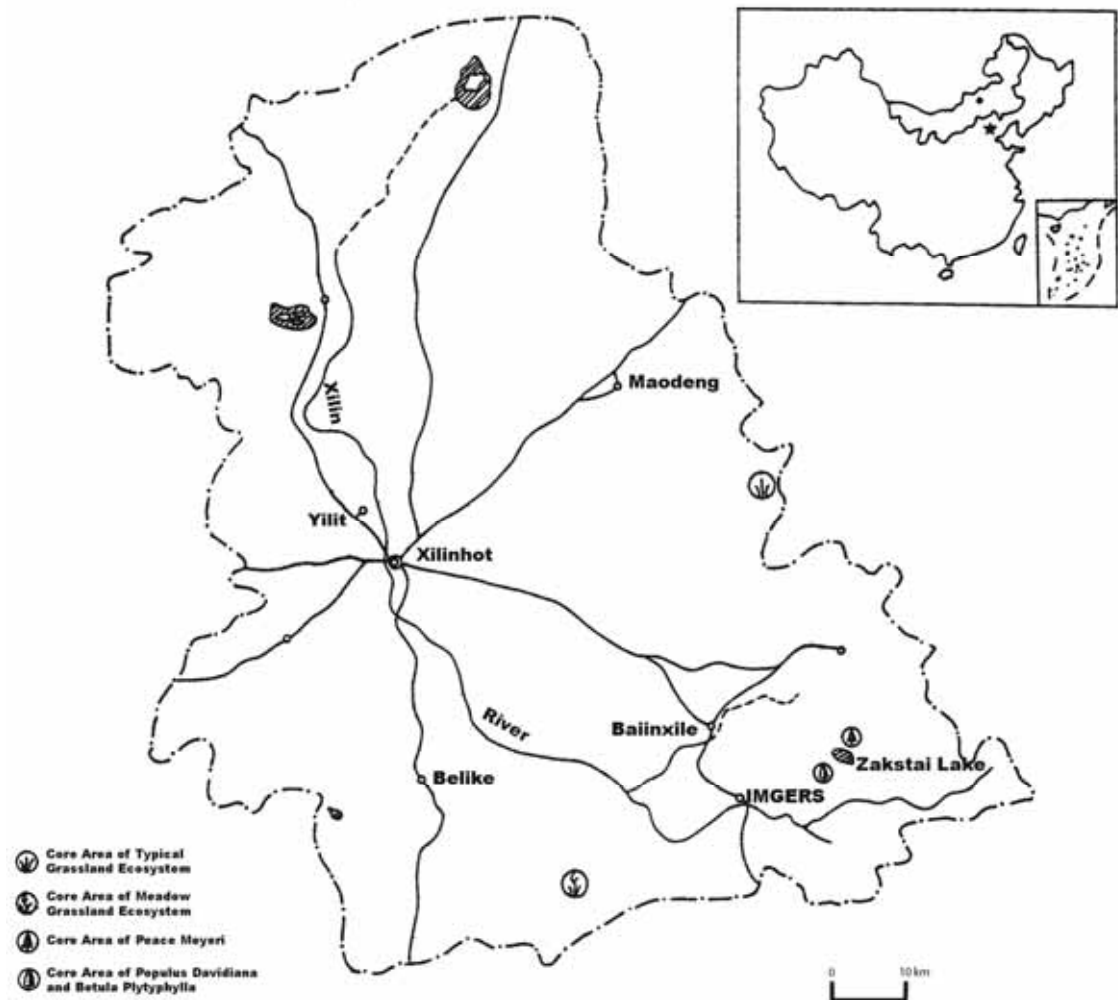 Maodeng
Xilin
Yilit
Xilinhot
River
Baiinxile
Zakstai Lake
Belike
IMGERS
Core Area of Typical
Grassland Ecosystem
Core Area of Meadow
Grassland Ecosystem
Core Area of Peace Meyeri
Core Area of Populus Davidiana
and Betula Plytyphylla
0 10 km